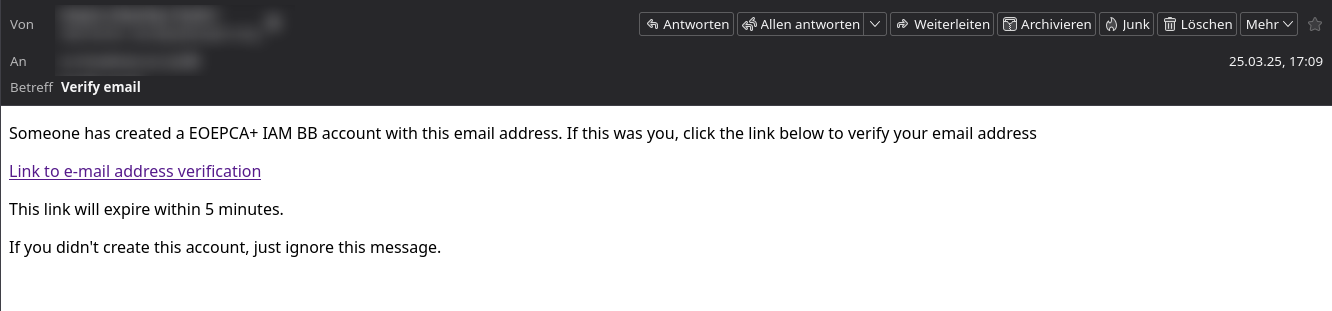 Von
Antworten
Allen antworten
Weiterleiten
Archivieren
Junk
Löschen
Mehr
An
25.03.25, 17:09
Betreff Verify email
Someone has created a EOEPCA+ IAM BB account with this email address. If this was you, click the link below to verify your email address
Link to e-mail address verification
This link will expire within 5 minutes.
If you didn't create this account, just ignore this message.